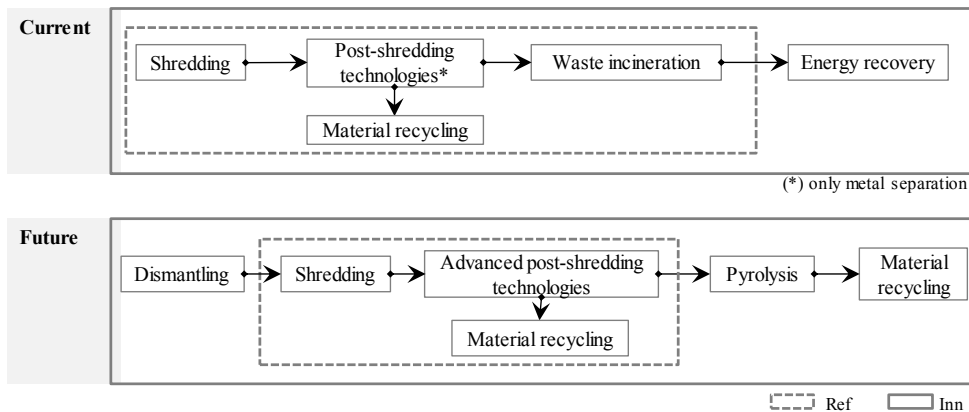 Current
Shredding
Post-shredding
technologies*
Waste incineration
Energy recovery
Material recycling
(*) only metal separation
Future
Dismantling
Shredding
Advanced post-shredding
technologies
Pyrolysis
Material
recycling
Material recycling
Ref
Inn